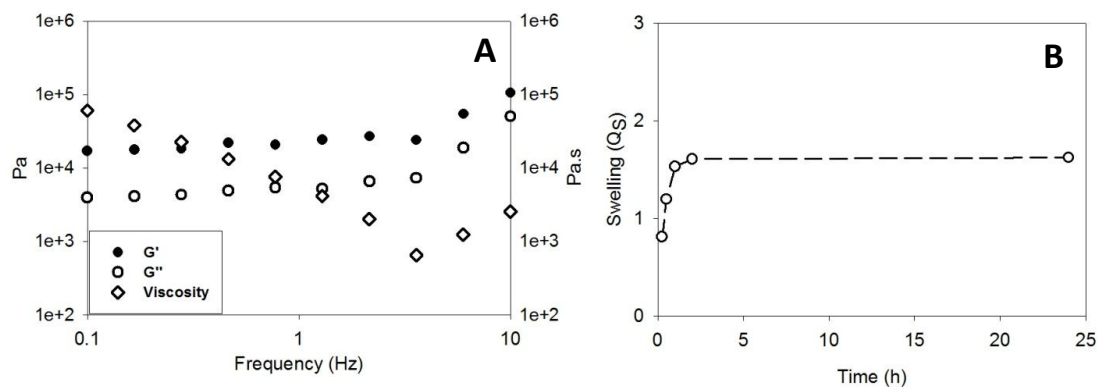 A
1e+6
1e+5
1e+4
1e+3
1e+2
Pa
G'
G"
Viscosity
0.1
1
10
Frequency (Hz)
1e+6
1e+5
1e+4
1e+3
1e+2
Pa.s
B
3
2
1
0
Swelling (QS)
0
5
10
15
20
25
Time (h)